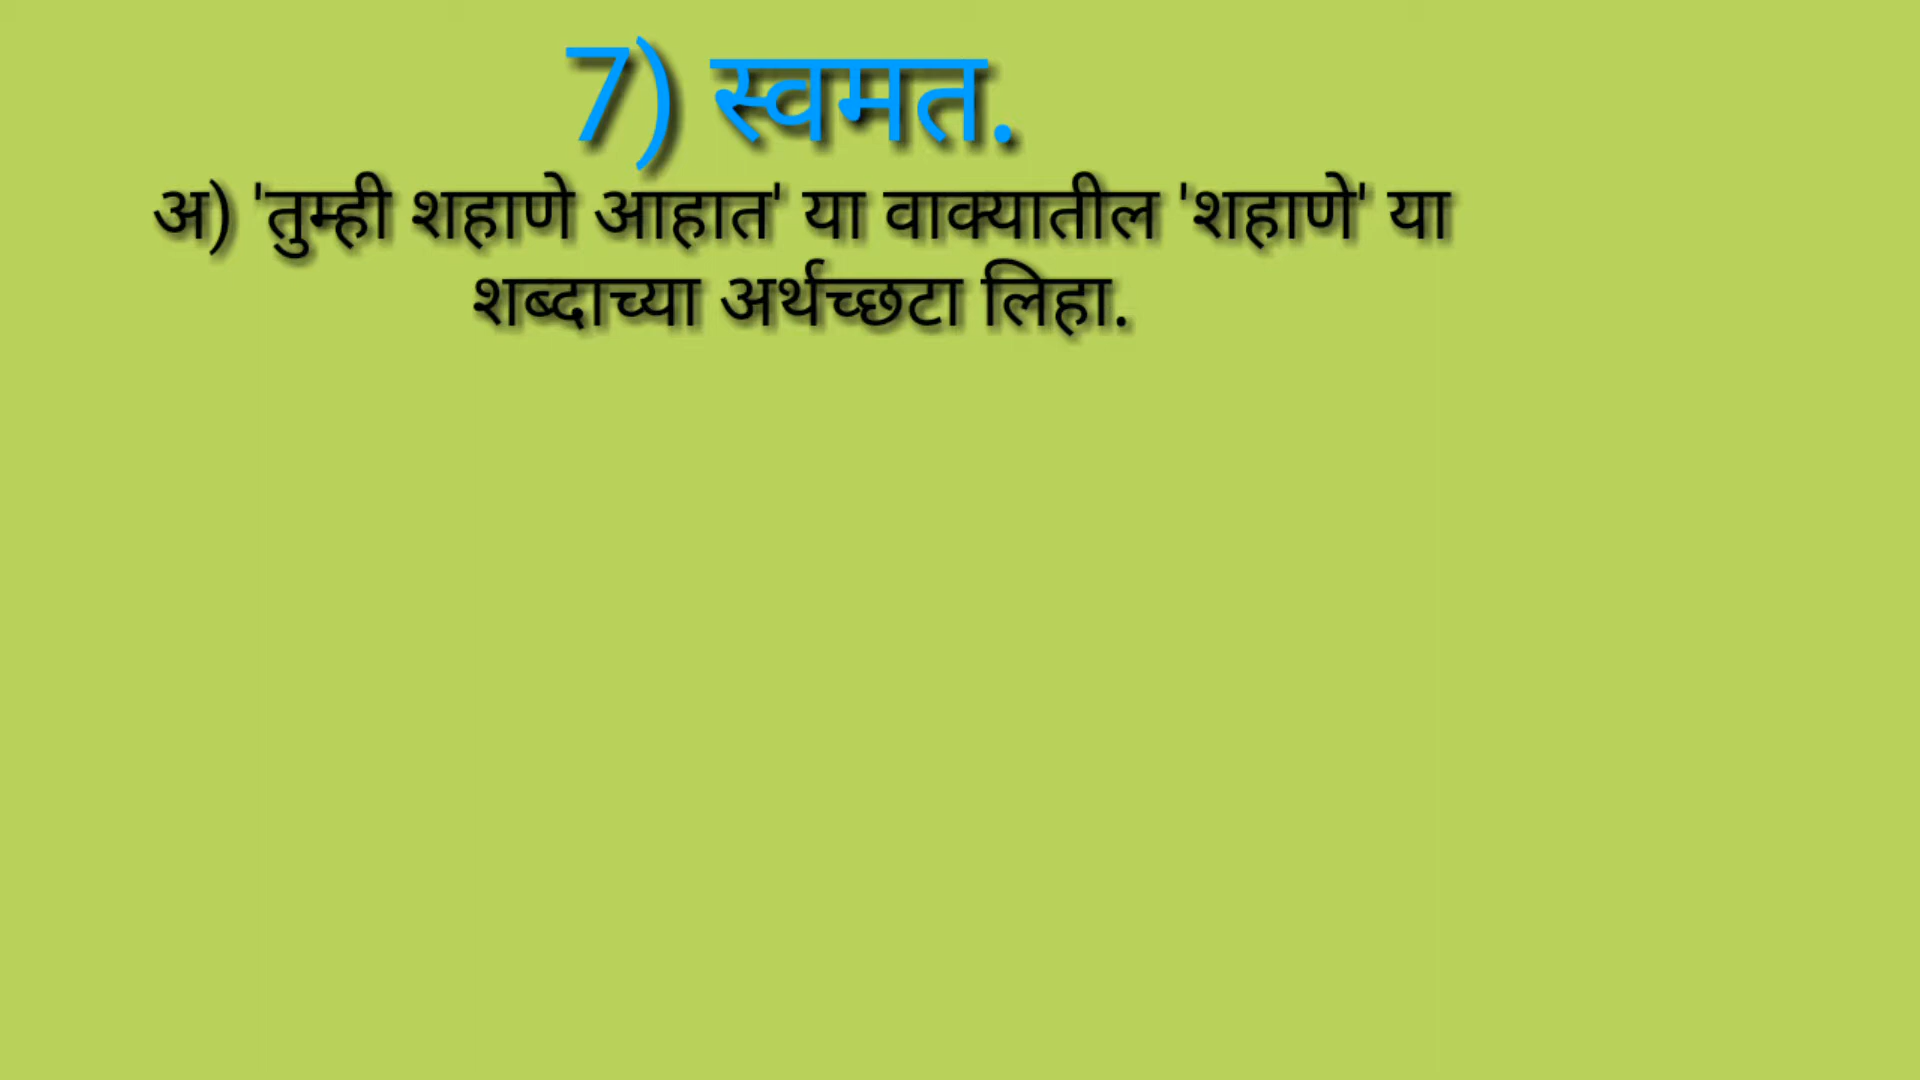 7) स्वमत.
अ) 'तुम्ही शहाणे आहात' या वाक्यातील 'शहाणे' या
शब्दाच्या अर्थच्छटा लिहा.